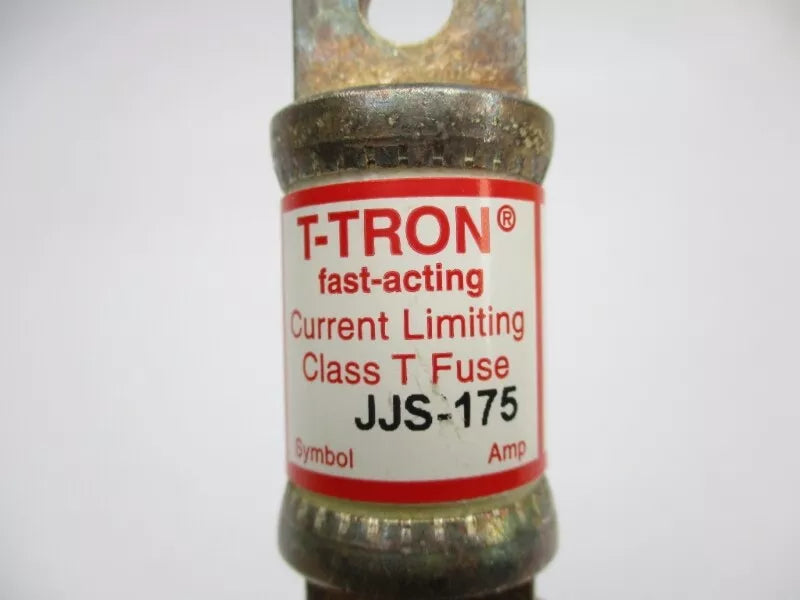 T-TRON®
fast-acting
Current Limiting
Class T Fuse
JJS-175
Symbol Amp